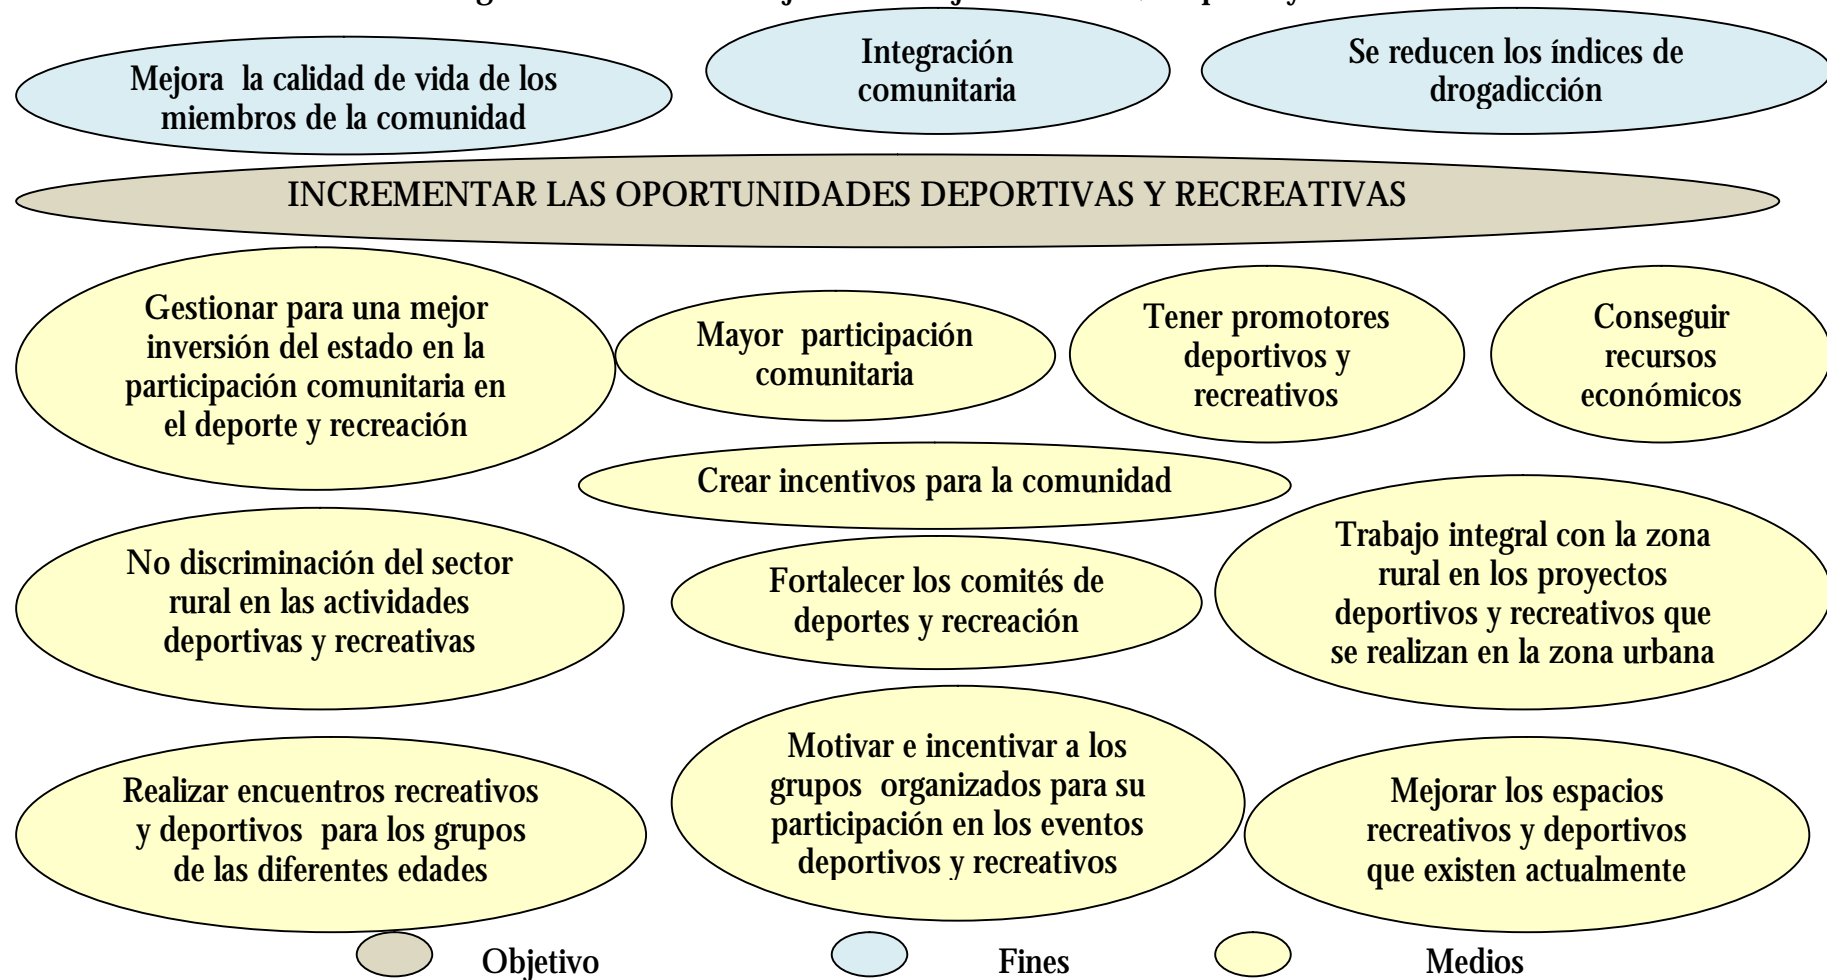 Mejora la calidad de vida de los
miembros de la comunidad
Integración
comunitaria
Se reducen los índices de
drogadicción
INCREMENTAR LAS OPORTUNIDADES DEPORTIVAS Y RECREATIVAS
Gestionar para una mejor
inversión del estado en la
participación comunitaria en
el deporte y recreación
Mayor participación
comunitaria
Tener promotores
deportivos y
recreativos
Conseguir
recursos
económicos
Crear incentivos para la comunidad
No discriminación del sector
rural en las actividades
deportivas y recreativas
Fortalecer los comités de
deportes y recreación
Trabajo integral con la zona
rural en los proyectos
deportivos y recreativos que
se realizan en la zona urbana
Realizar encuentros recreativos
y deportivos para los grupos
de las diferentes edades
Motivar e incentivar a los
grupos organizados para su
participación en los eventos
deportivos y recreativos
Mejorar los espacios
recreativos y deportivos
que existen actualmente
Objetivo
Fines
Medios